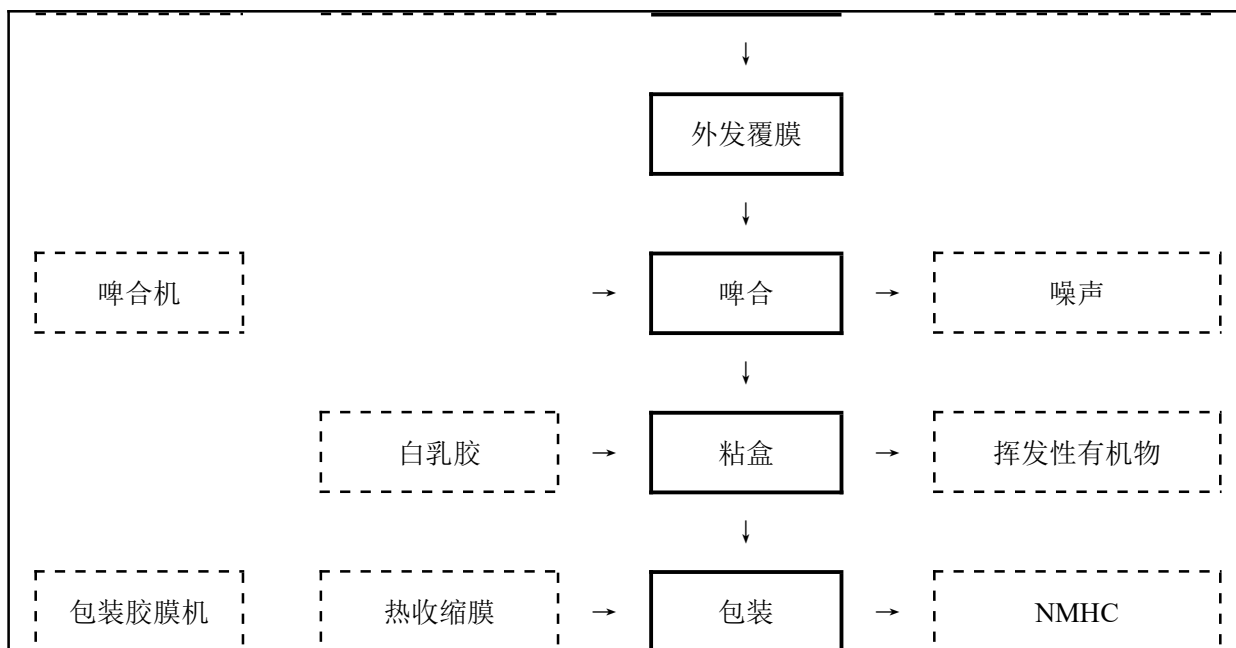 ↓
外发覆膜
↓
啤合机 → 啤合 → 噪声
↓
白乳胶 → 粘盒 → 挥发性有机物
↓
包装胶膜机 热收缩膜 → 包装 → NMHC